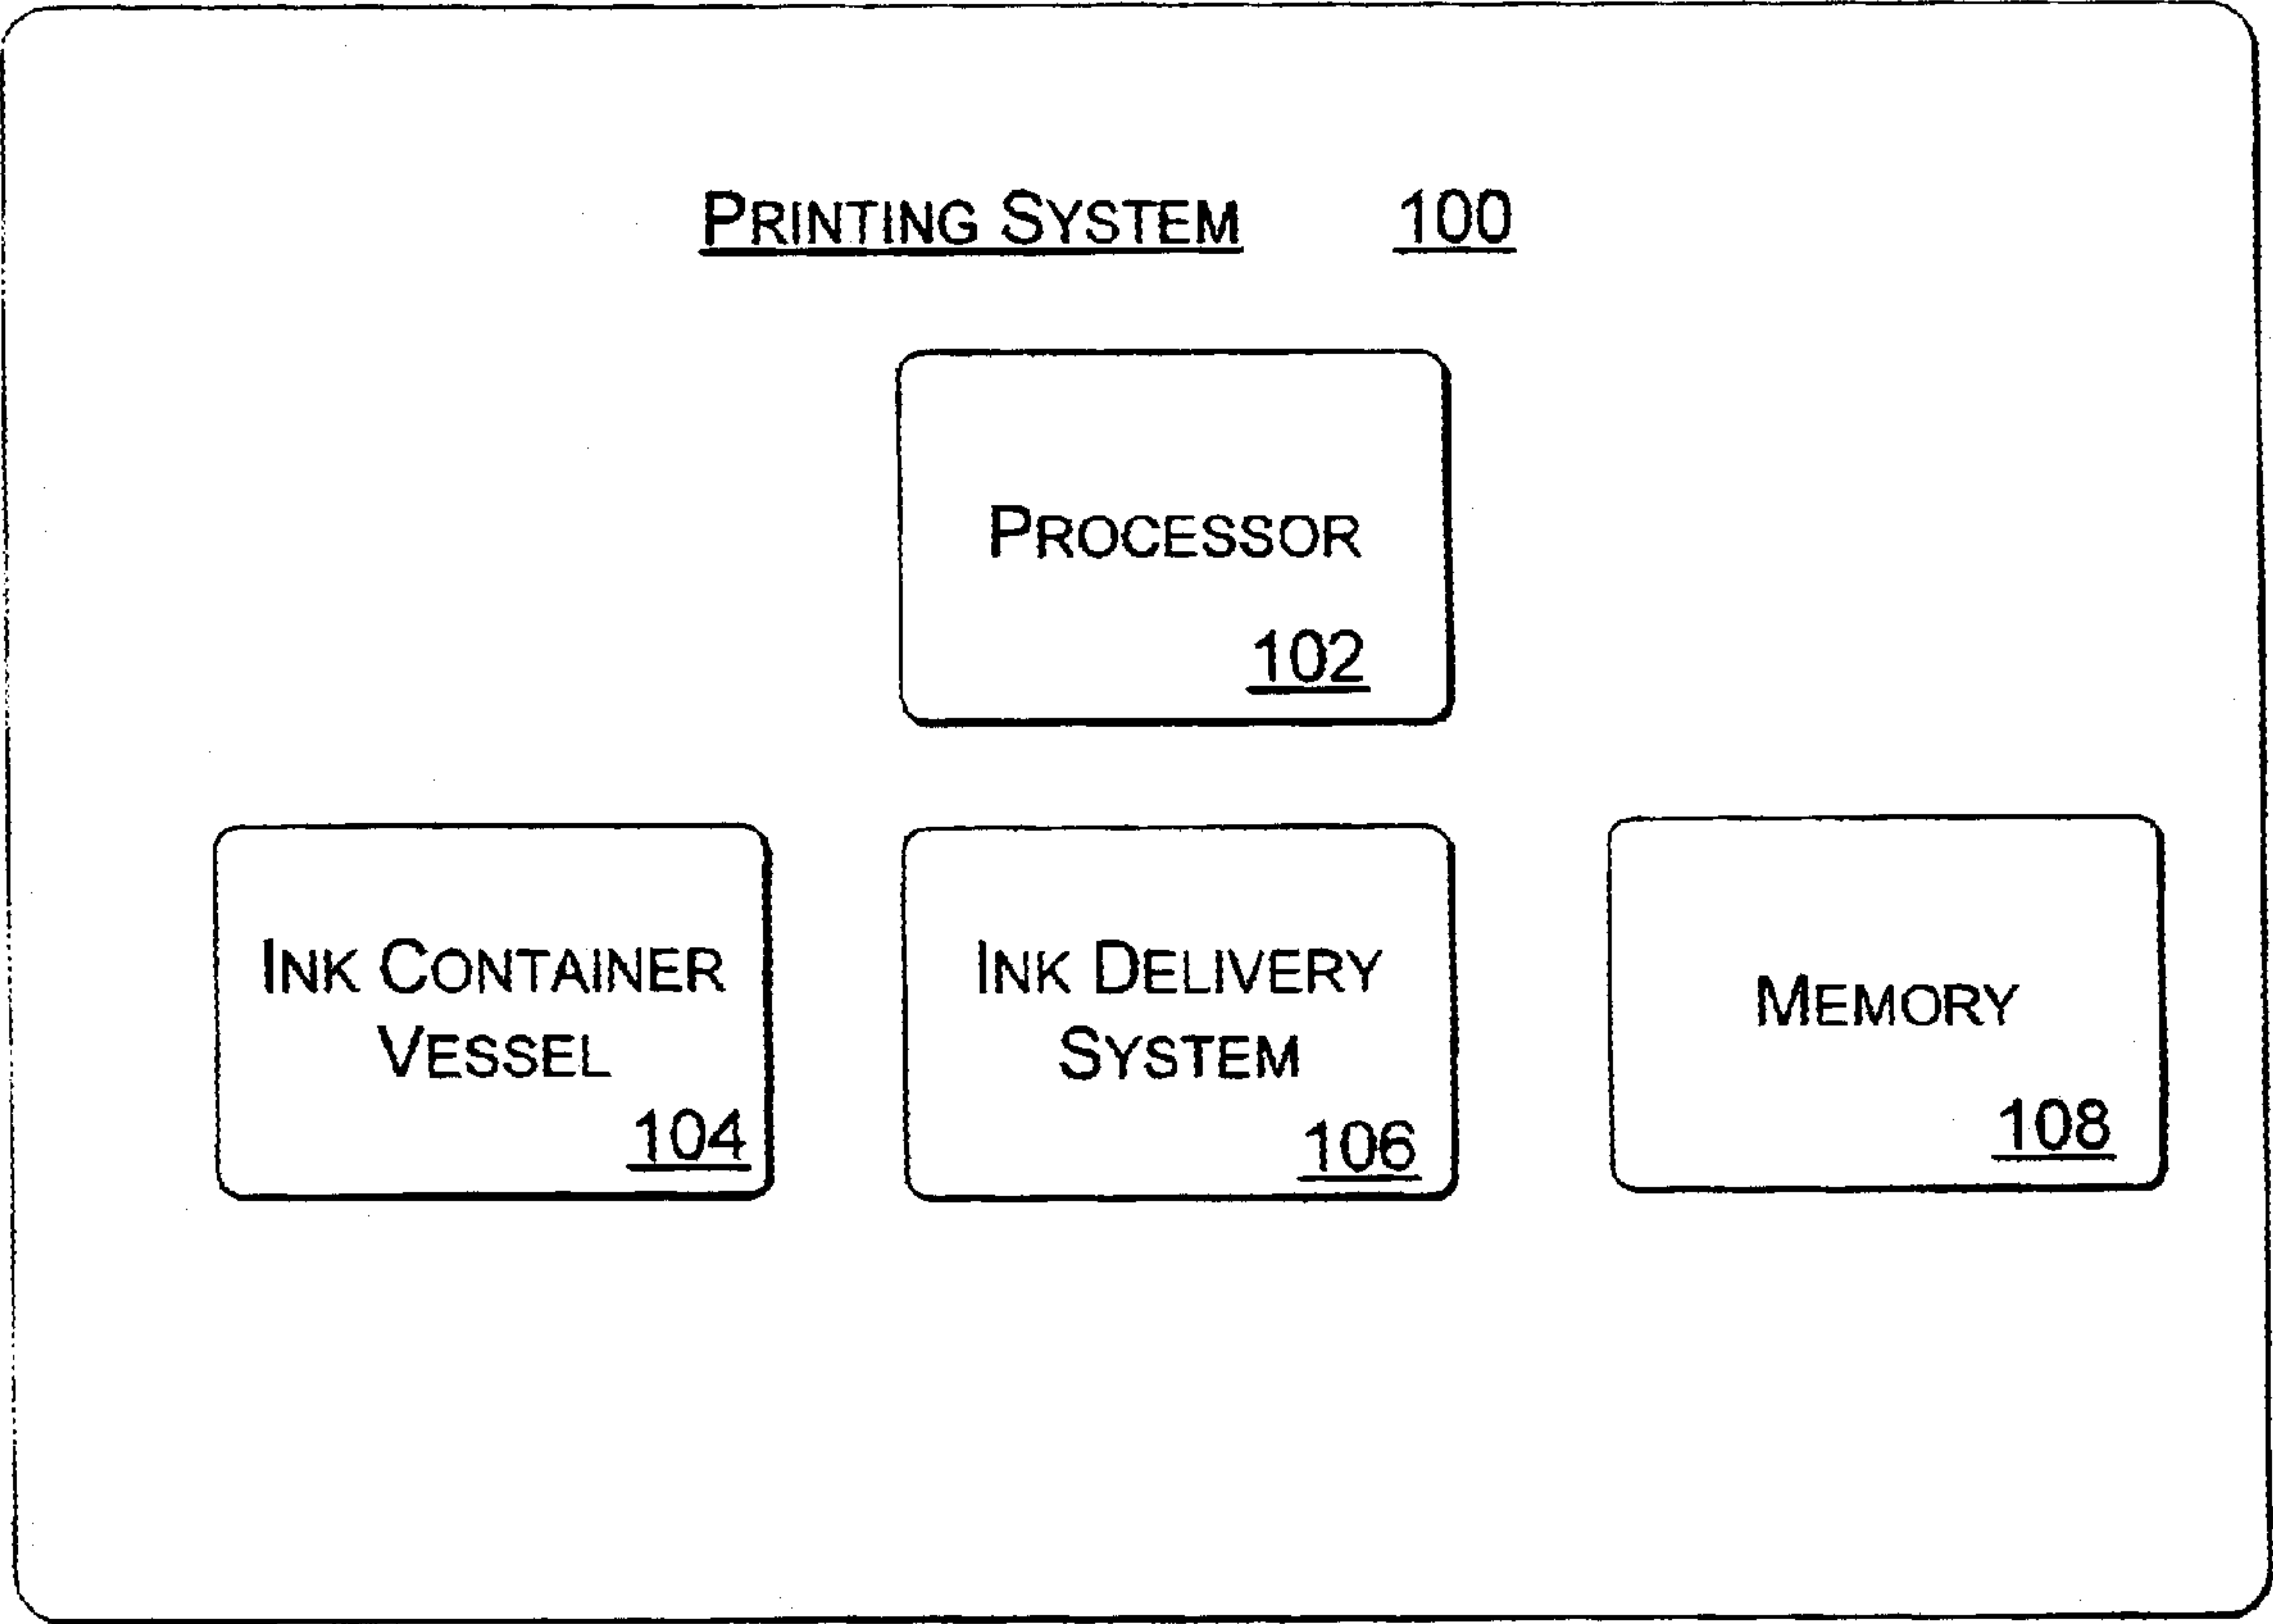 PRINTING SYSTEM 100
PROCESSOR
102
INK CONTAINER
VESSEL
104
INK DELIVERY
SYSTEM
106
MEMORY
108